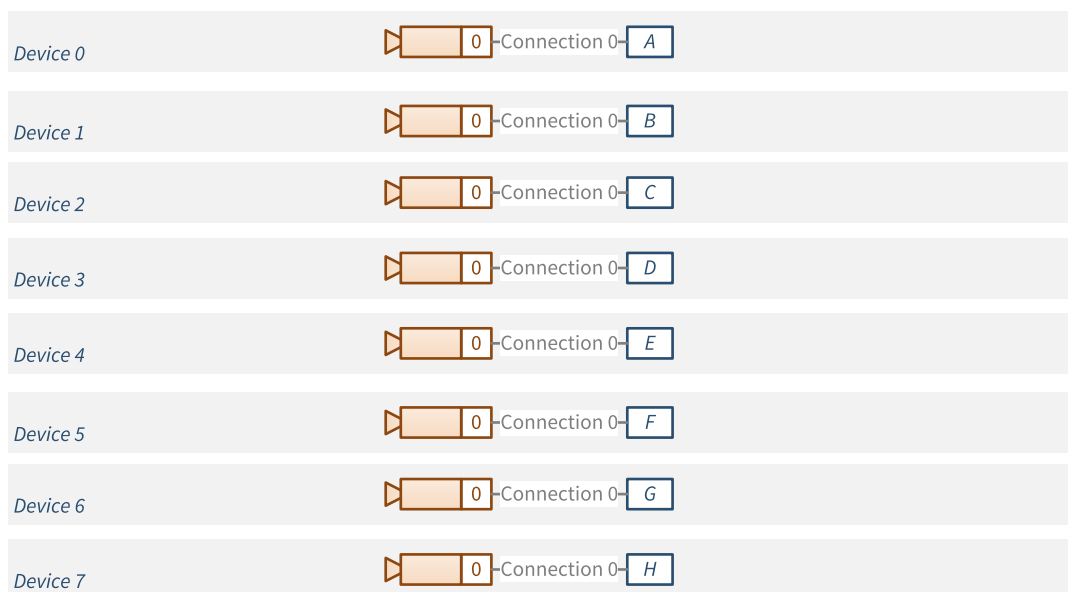 Device 0 0 Connection 0 A
Device 1 0 Connection 0 B
Device 2 0 Connection 0 C
Device 3 0 Connection 0 D
Device 4 0 Connection 0 E
Device 5 0 Connection 0 F
Device 6 0 Connection 0 G
Device 7 0 Connection 0 H